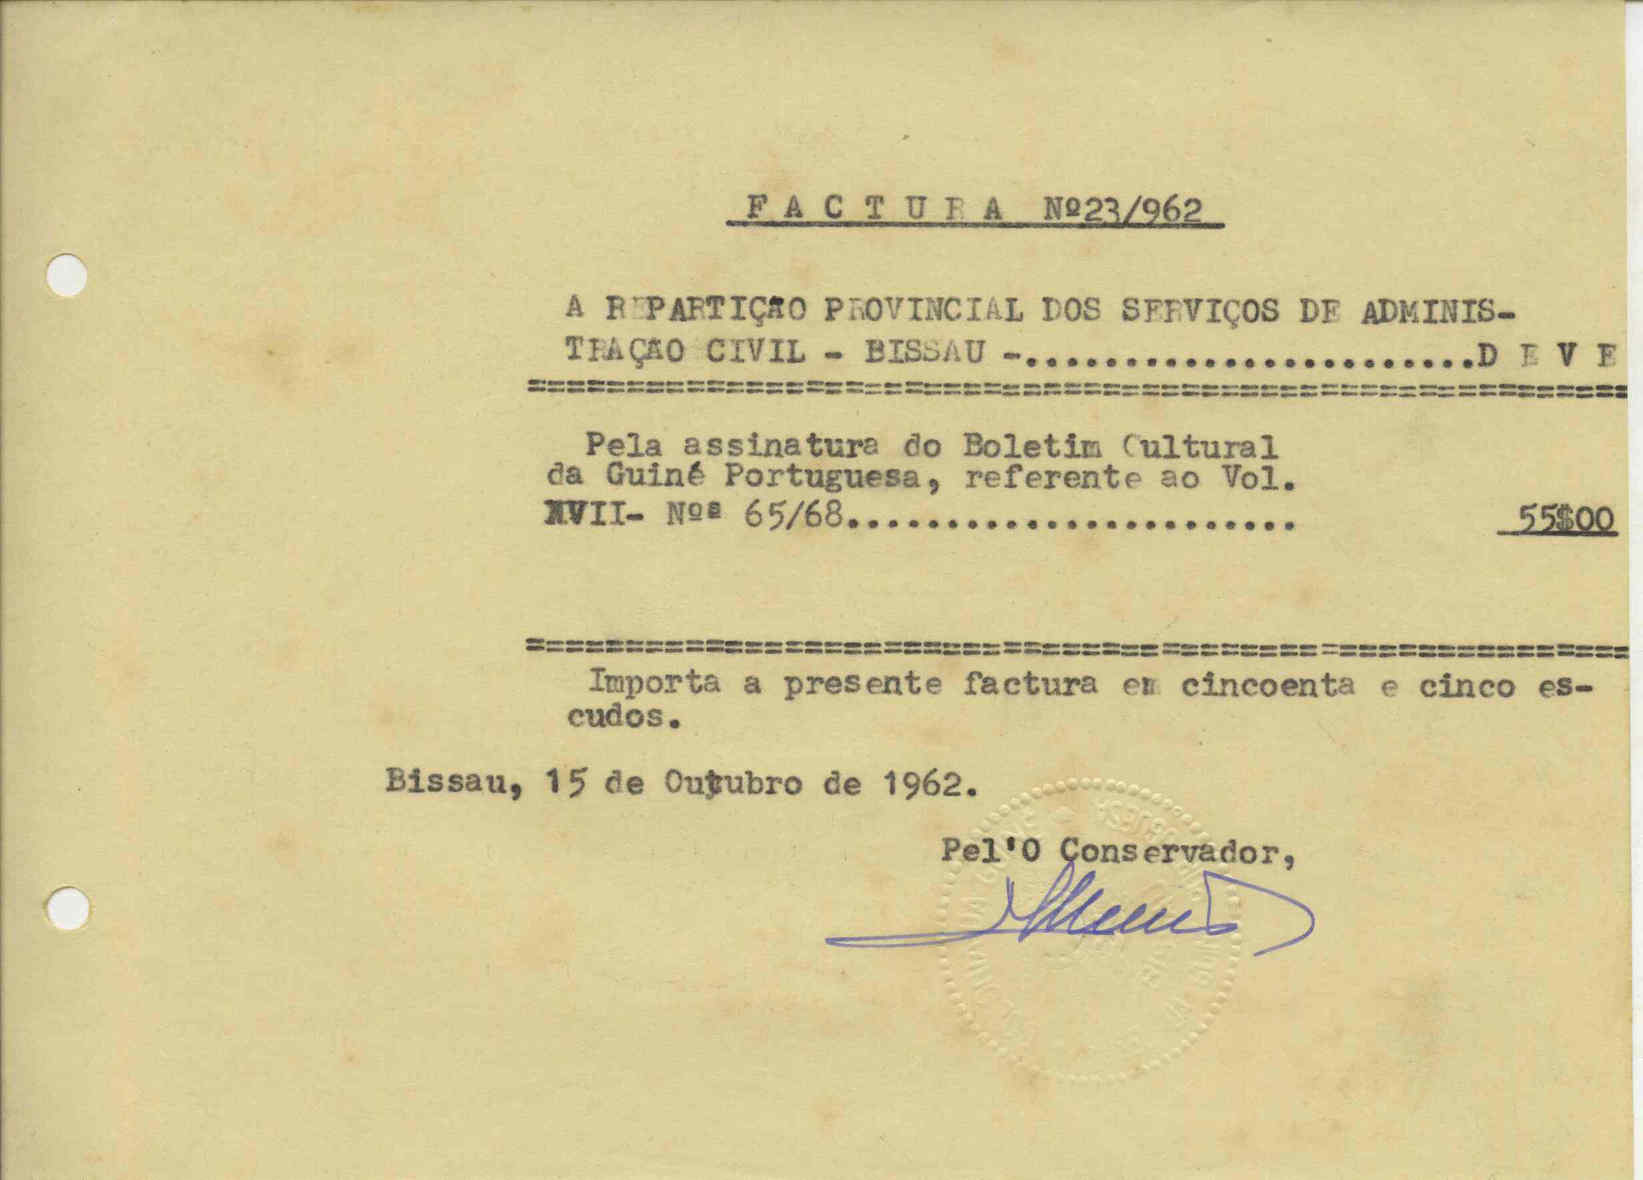 F A C T U R A Nº23/962
A REPARTIÇÃO PROVINCIAL DOS SERVIÇOS DE ADMINIS-
TRAÇÃO CIVIL - BISSAU -.......................D E V E
========================================================
Pela assinatura do Boletim Cultural
da Guiné Portuguesa, referente ao Vol.
XVII- Nºs 65/68....................... 55$00
========================================================
Importa a presente factura em cincoenta e cinco es-
cudos.
Bissau, 15 de Outubro de 1962.
Pel'O Conservador,